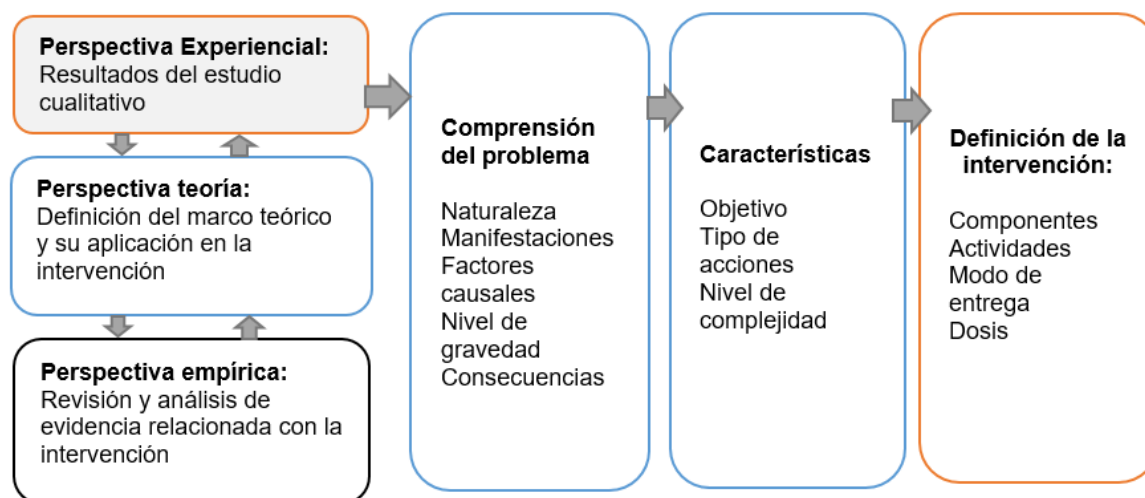 Perspectiva Experiencial:
Resultados del estudio
cualitativo
Perspectiva teoría:
Definición del marco teórico
y su aplicación en la
intervención
Perspectiva empírica:
Revisión y análisis de
evidencia relacionada con la
intervención
Comprensión
del problema
Naturaleza
Manifestaciones
Factores
causales
Nivel de
gravedad
Consecuencias
Característícas
Objetivo
Tipo de
acciones
Nivel de
complejidad
Definición de la
intervención:
Componentes
Actividades
Modo de
entrega
Dosis